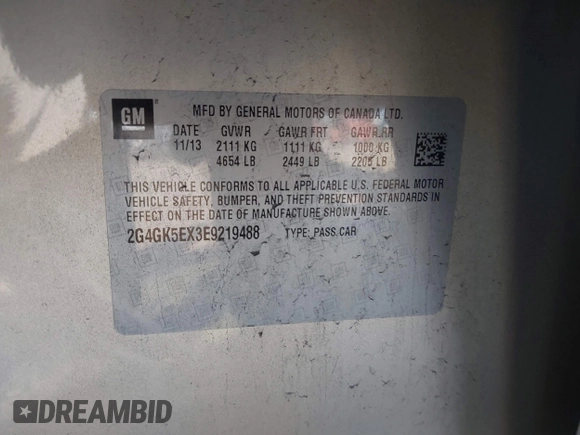 GM
MFD BY GENERAL MOTORS OF CANADA LTD.
DATE GVWR GAWR FRT GAWR RR
11/13 2111 KG 1111 KG 1000 KG
4654 LB 2449 LB 2205 LB
THIS VEHICLE CONFORMS TO ALL APPLICABLE U.S. FEDERAL MOTOR
VEHICLE SAFETY, BUMPER, AND THEFT PREVENTION STANDARDS IN
EFFECT ON THE DATE OF MANUFACTURE SHOWN ABOVE.
2G4GK5EX3E9219488 TYPE: PASS CAR
DREAMBID